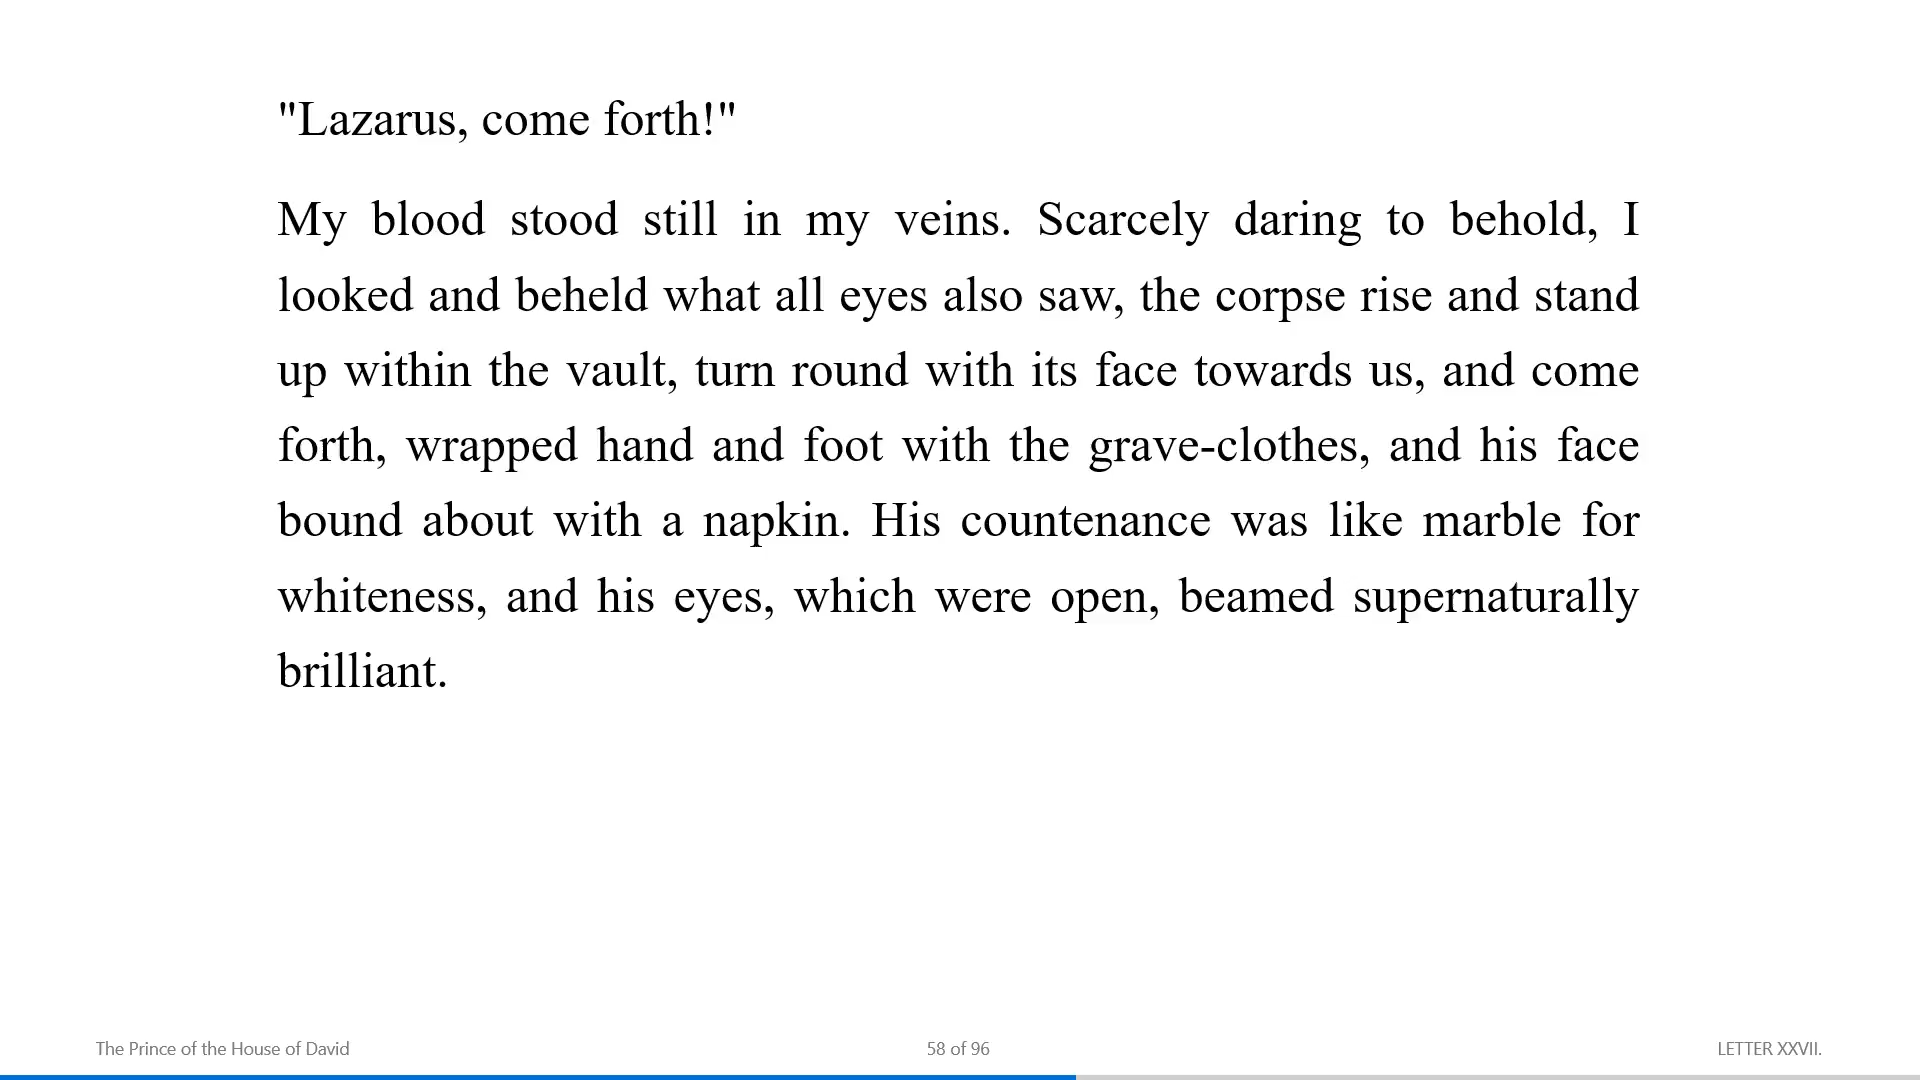 "Lazarus, come forth!"
My blood stood still in my veins. Scarcely daring to behold, I
looked and beheld what all eyes also saw, the corpse rise and stand
up within the vault, turn round with its face towards us, and come
forth, wrapped hand and foot with the grave-clothes, and his face
bound about with a napkin. His countenance was like marble for
whiteness, and his eyes, which were open, beamed supernaturally
brilliant.
The Prince of the House of David
58 of 96
LETTER XXVII.